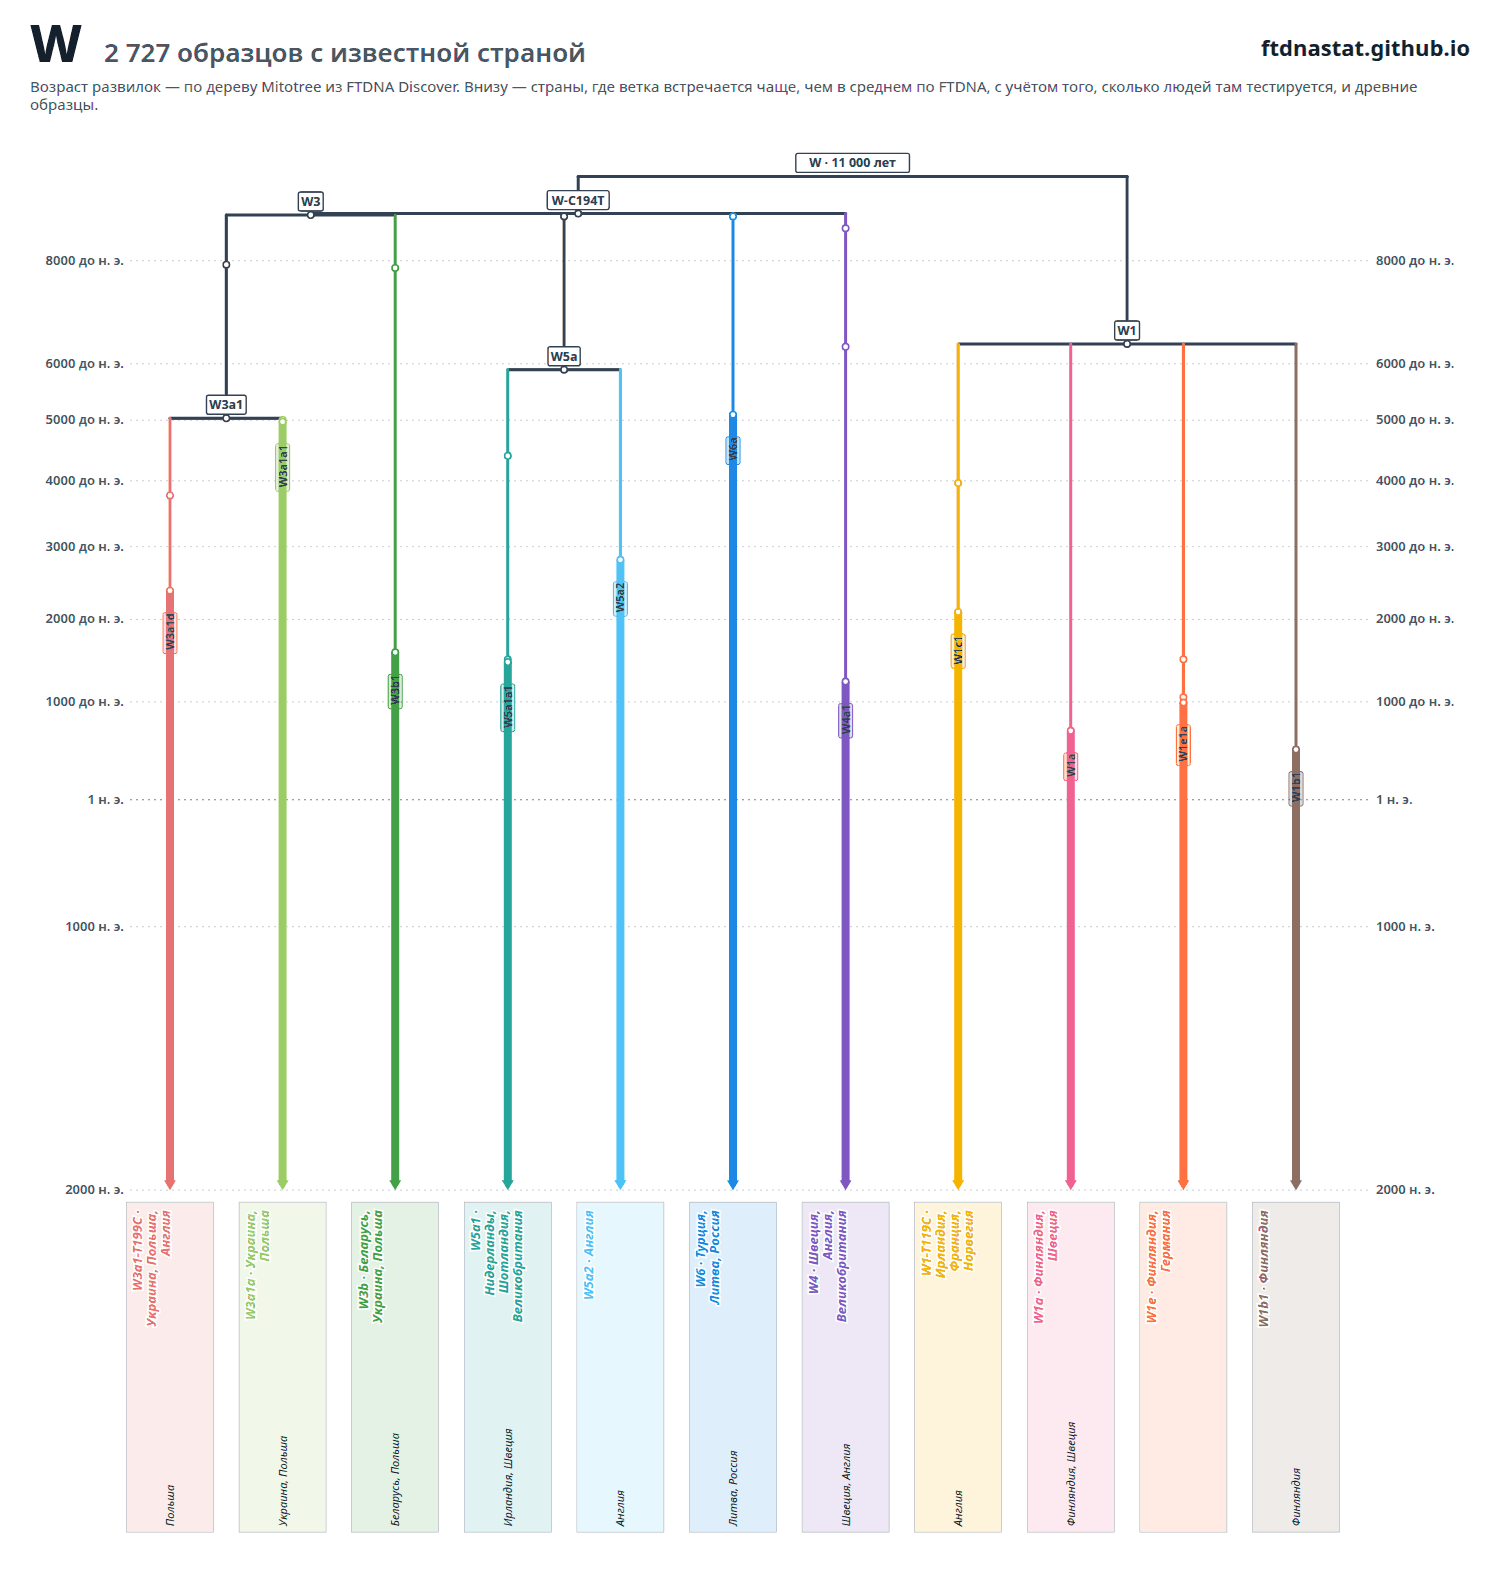 W
2 727 образцов с известной страной
ftdnastat.github.io
Возраст развилок — по дереву Mitotree из FTDNA Discover. Внизу — страны, где ветка встречается чаще, чем в среднем по FTDNA, с учётом того, сколько людей там тестируется, и древние
образцы.
W · 11 000 лет
W3
W-C194T
8000 до н. э.
8000 до н. э.
W1
W5a
6000 до н. э.
6000 до н. э.
W3a1
5000 до н. э.
5000 до н. э.
W3a1a1
W6a
4000 до н. э.
4000 до н. э.
3000 до н. э.
3000 до н. э.
W5a2
2000 до н. э.
2000 до н. э.
W3a1d
W1c1
W3b1
W5a1a1
1000 до н. э.
1000 до н. э.
W4a1
W1e1a
W1a
W1b1
1 н. э.
1 н. э.
1000 н. э.
1000 н. э.
2000 н. э.
2000 н. э.
W3a1-T199C ·
Украина, Польша,
Англия
Польша
W3a1a · Украина,
Польша
Украина, Польша
W3b · Беларусь,
Украина, Польша
Беларусь, Польша
W5a1 ·
Нидерланды,
Шотландия,
Великобритания
Ирландия, Швеция
W5a2 · Англия
Англия
W6 · Турция,
Литва, Россия
Литва, Россия
W4 · Швеция,
Англия,
Великобритания
Швеция, Англия
W1-T119C ·
Ирландия,
Франция,
Норвегия
Англия
W1a · Финляндия,
Швеция
Финляндия, Швеция
W1e · Финляндия,
Германия
W1b1 · Финляндия
Финляндия